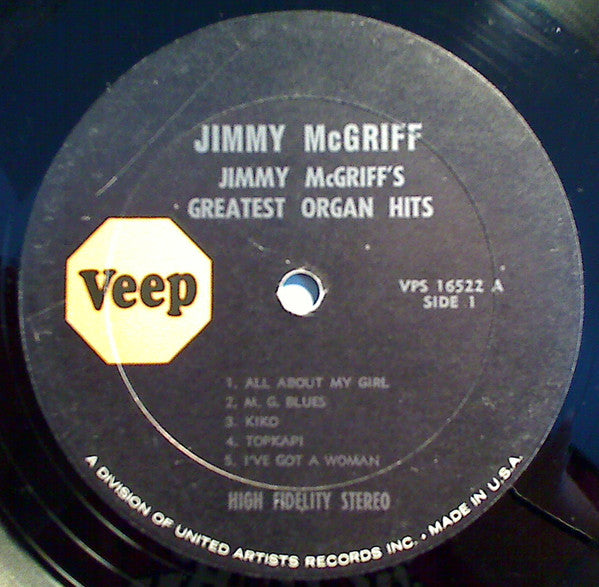 JIMMY McGRIFF
JIMMY McGRIFF'S
GREATEST ORGAN HITS
Veep
VPS 16522 A
SIDE 1
1. ALL ABOUT MY GIRL
2. M. G. BLUES
3. KIKO
4. TOPKAPI
5. I'VE GOT A WOMAN
HIGH FIDELITY STEREO
A DIVISION OF UNITED ARTISTS RECORDS INC. • MADE IN U.S.A.